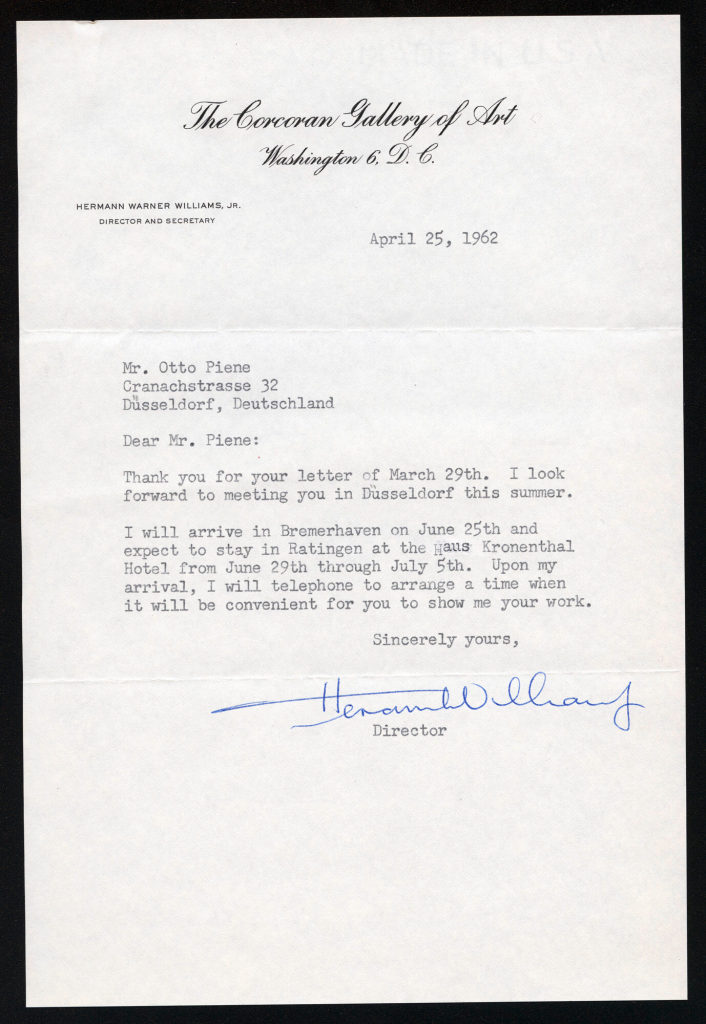 The Corcoran Gallery of Art
Washington 6, D. C.
HERMANN WARNER WILLIAMS, JR.
DIRECTOR AND SECRETARY
April 25, 1962
Mr. Otto Piene
Cranachstrasse 32
Düsseldorf, Deutschland
Dear Mr. Piene:
Thank you for your letter of March 29th. I look
forward to meeting you in Düsseldorf this summer.
I will arrive in Bremerhaven on June 25th and
expect to stay in Ratingen at the Haus Kronenthal
Hotel from June 29th through July 5th. Upon my
arrival, I will telephone to arrange a time when
it will be convenient for you to show me your work.
Sincerely yours,
Hermann W Williams Jr
Director